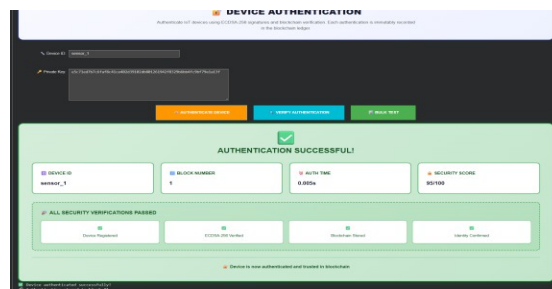 DEVICE AUTHENTICATION
Authenticate IoT devices using ECDSA-256 signatures and blockchain verification. Each authentication is immutably recorded
in the blockchain ledger.
Device ID
sensor_1
Private Key
AUTHENTICATE DEVICE
VERIFY AUTHENTICATION
BULK TEST
AUTHENTICATION SUCCESSFUL!
DEVICE ID
sensor_1
BLOCK NUMBER
1
AUTH TIME
0.005s
SECURITY SCORE
95/100
ALL SECURITY VERIFICATIONS PASSED
Device Registered
ECDSA-256 Verified
Blockchain Stored
Identity Confirmed
Device is now authenticated and trusted in blockchain
Device authenticated successfully!